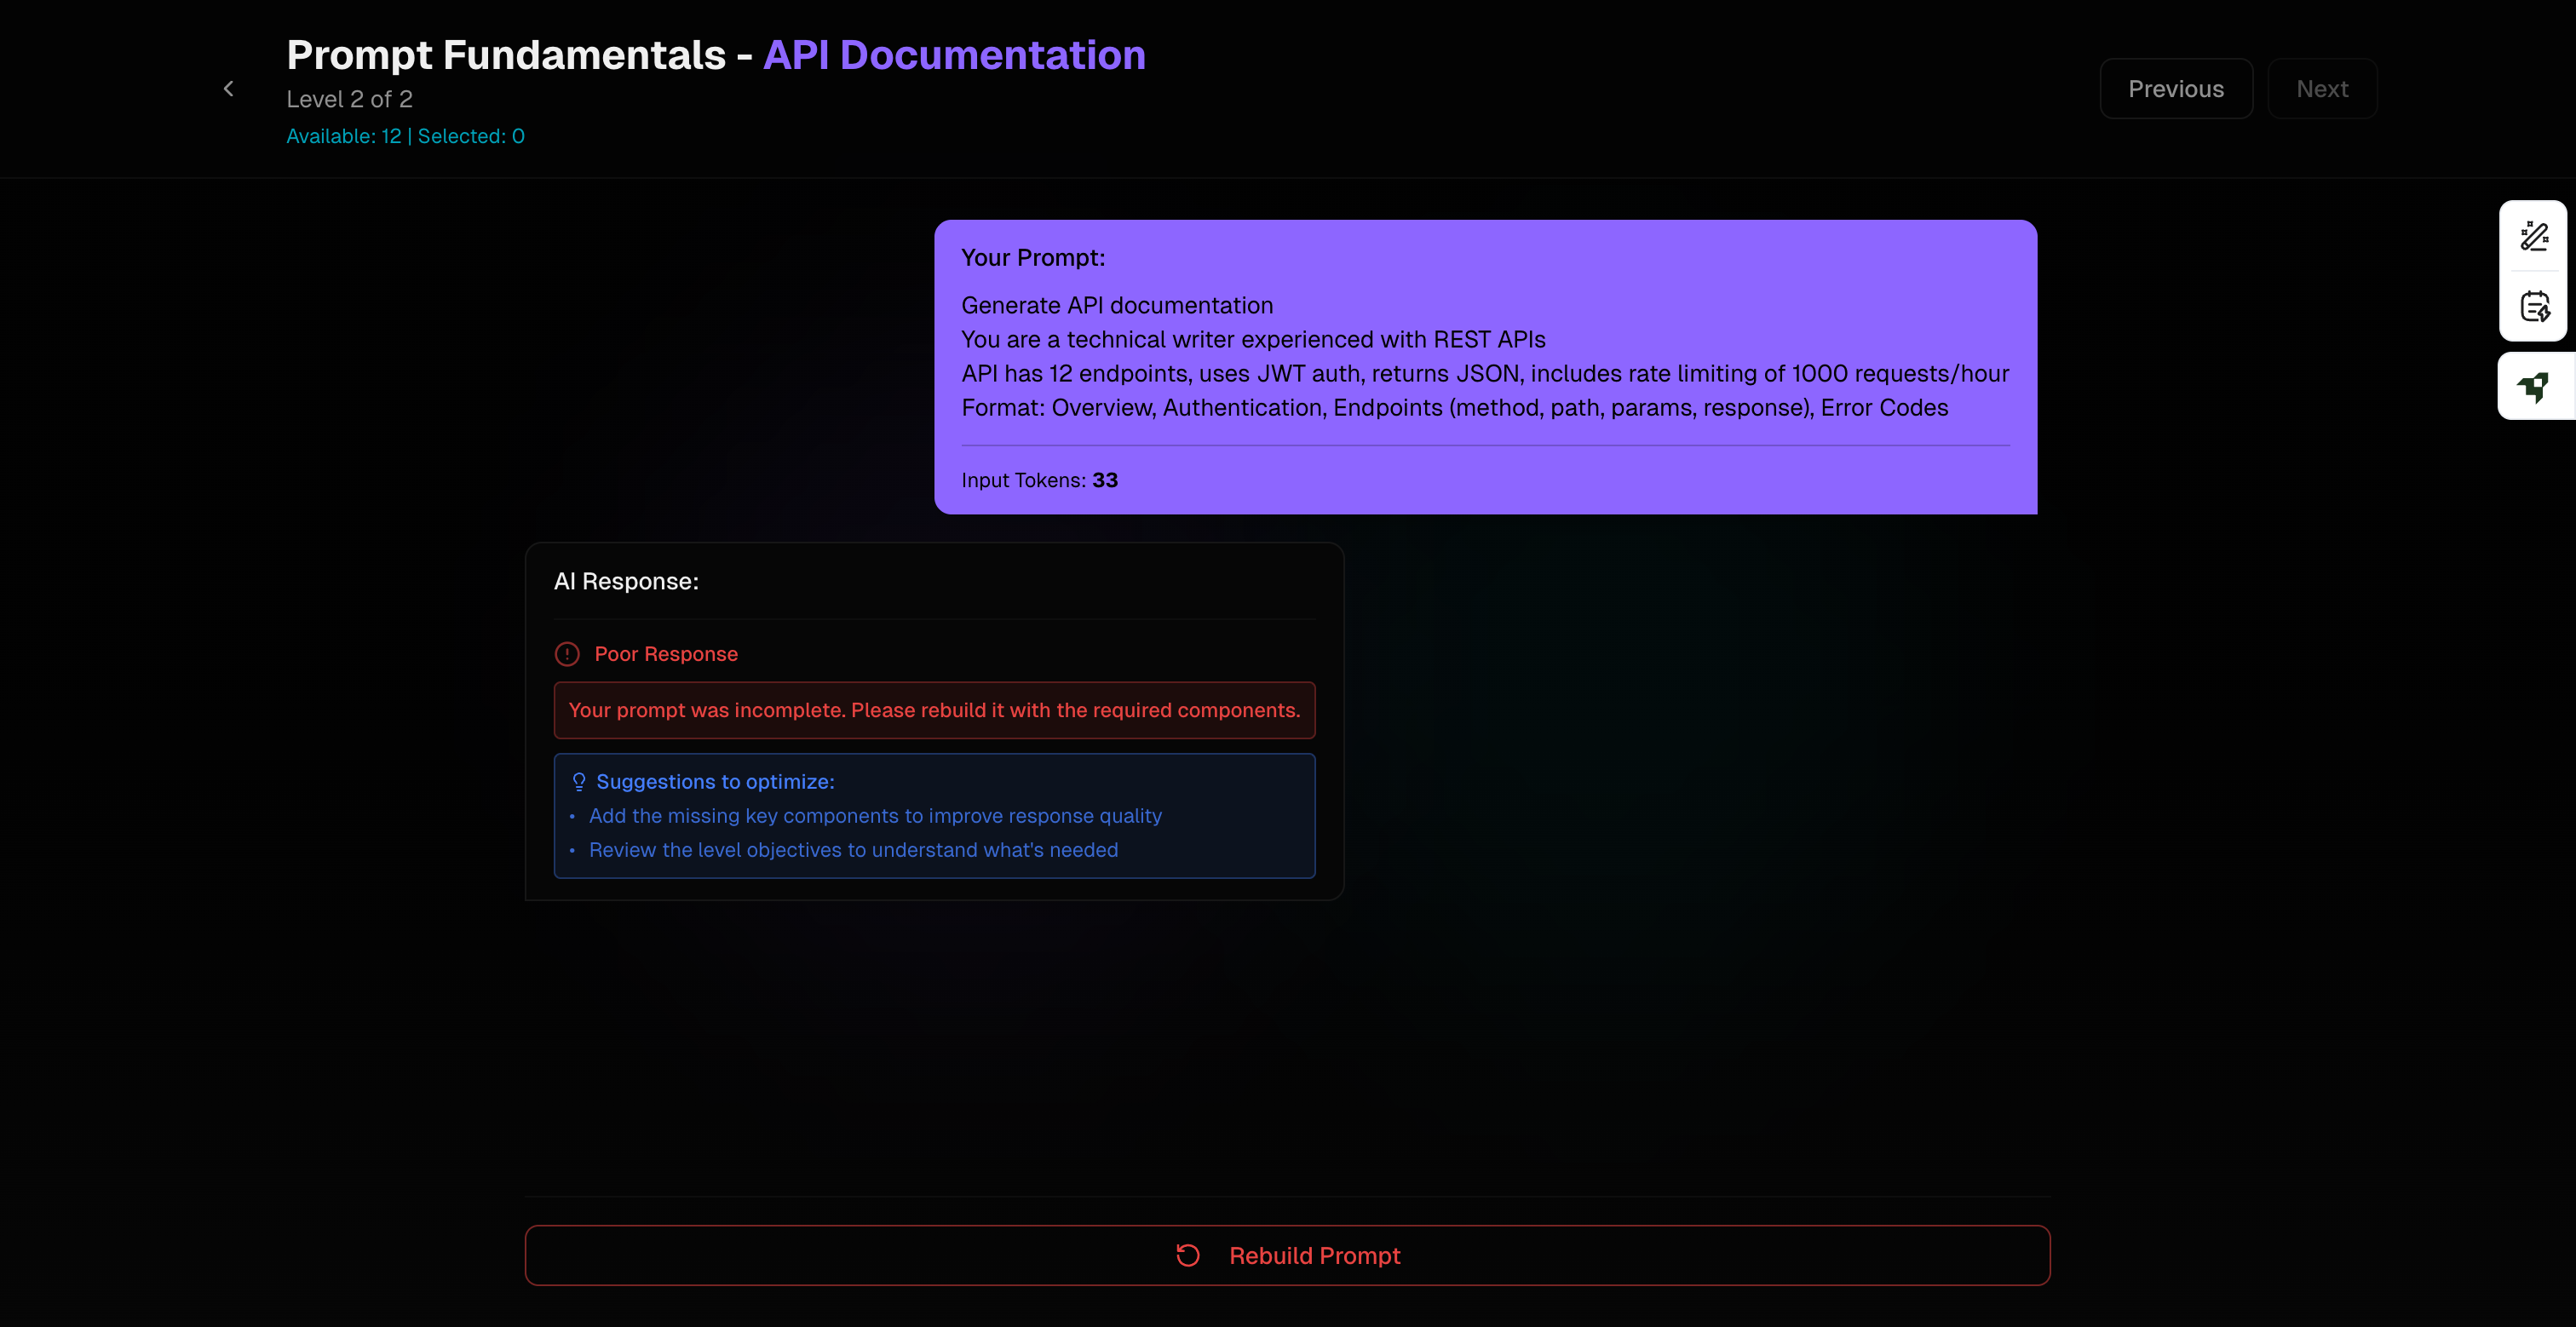 Prompt Fundamentals - API Documentation
Level 2 of 2
Available: 12 | Selected: 0
Previous
Next
Your Prompt:
Generate API documentation
You are a technical writer experienced with REST APIs
API has 12 endpoints, uses JWT auth, returns JSON, includes rate limiting of 1000 requests/hour
Format: Overview, Authentication, Endpoints (method, path, params, response), Error Codes
Input Tokens: 33
AI Response:
Poor Response
Your prompt was incomplete. Please rebuild it with the required components.
Suggestions to optimize:
• Add the missing key components to improve response quality
• Review the level objectives to understand what's needed
Rebuild Prompt